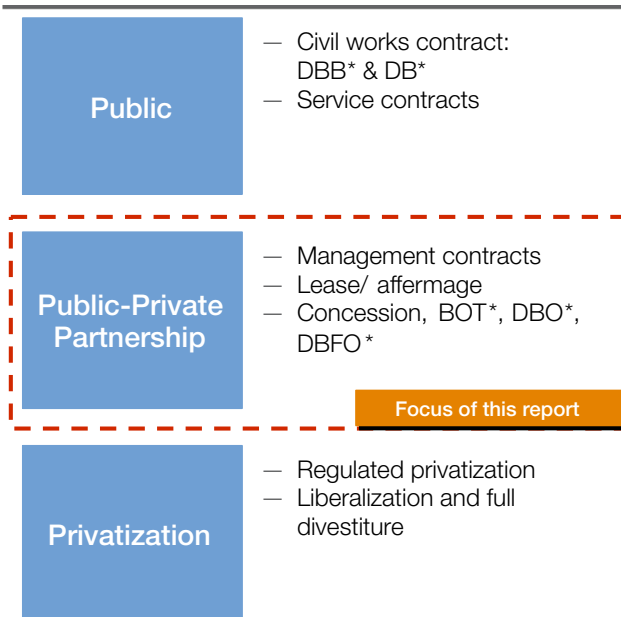 Public
— Civil works contract:
DBB* & DB*
— Service contracts
Public-Private
Partnership
— Management contracts
— Lease/ affermage
— Concession, BOT*, DBO*,
DBFO*
Focus of this report
Privatization
— Regulated privatization
— Liberalization and full
divestiture